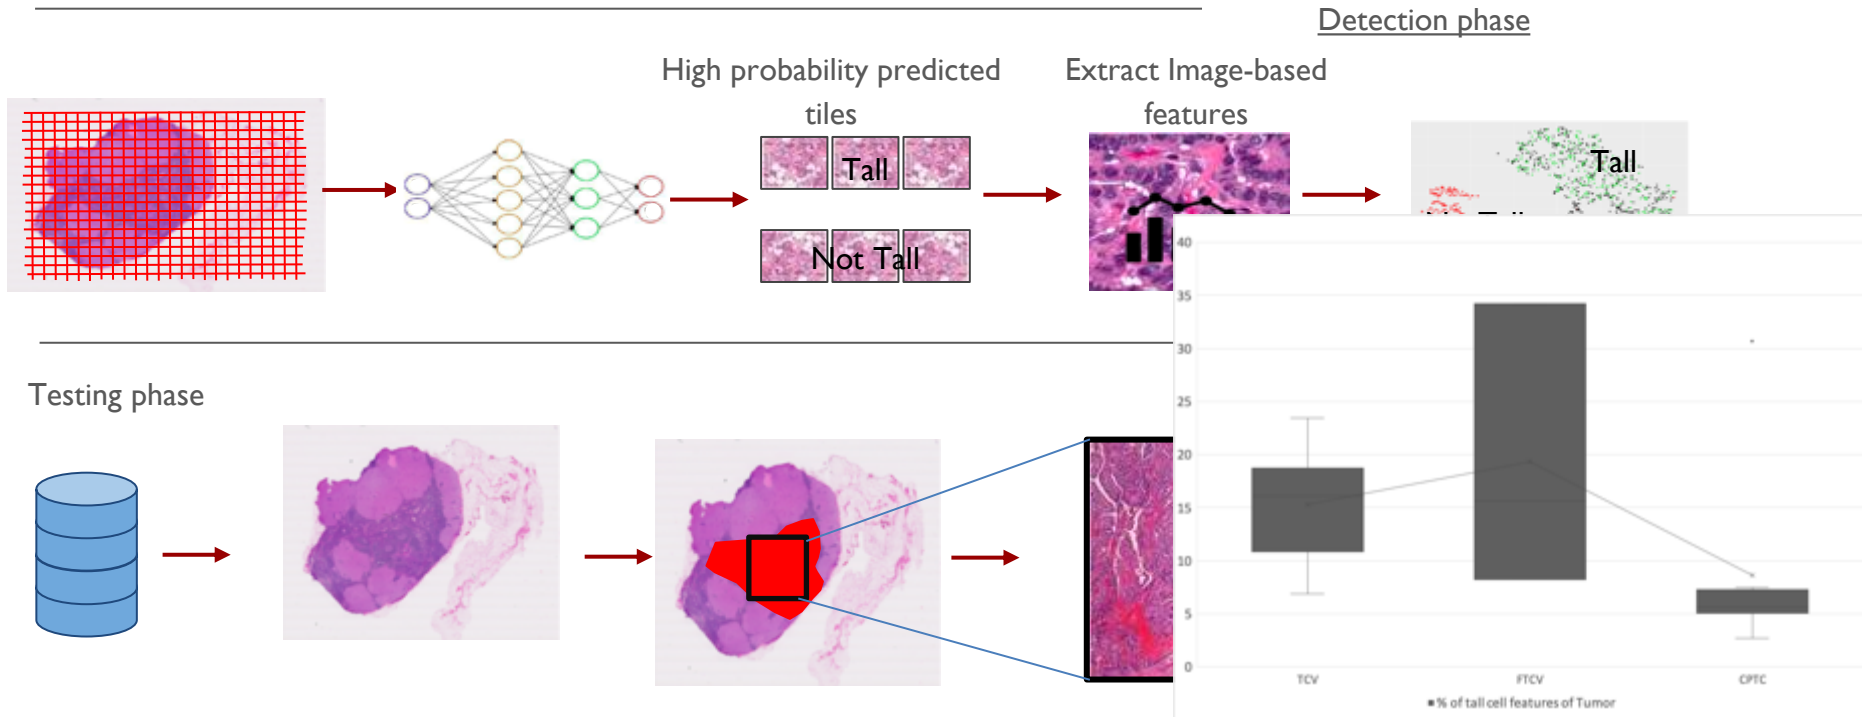 Detection phase
High probability predicted
tiles
Extract Image-based
features
Tall
Tall
Not Tall
Testing phase
40
35
30
25
20
15
10
5
0
TCV
FTCV
CPTC
% of tall cell features of Tumor